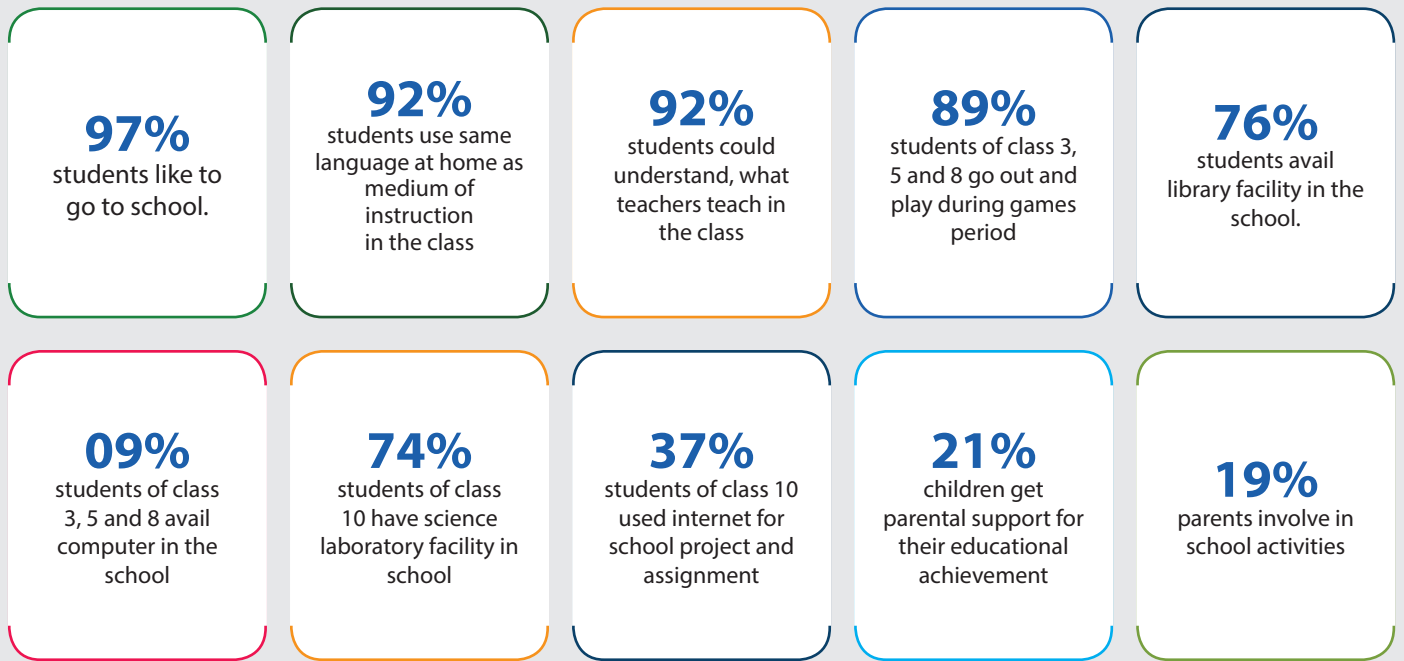 97%
students like to
go to school.
92%
students use same
language at home as
medium of
instruction
in the class
92%
students could
understand, what
teachers teach in
the class
89%
students of class 3,
5 and 8 go out and
play during games
period
76%
students avail
library facility in the
school.
09%
students of class
3, 5 and 8 avail
computer in the
school
74%
students of class
10 have science
laboratory facility in
school
37%
students of class 10
used internet for
school project and
assignment
21%
children get
parental support for
their educational
achievement
19%
parents involve in
school activities